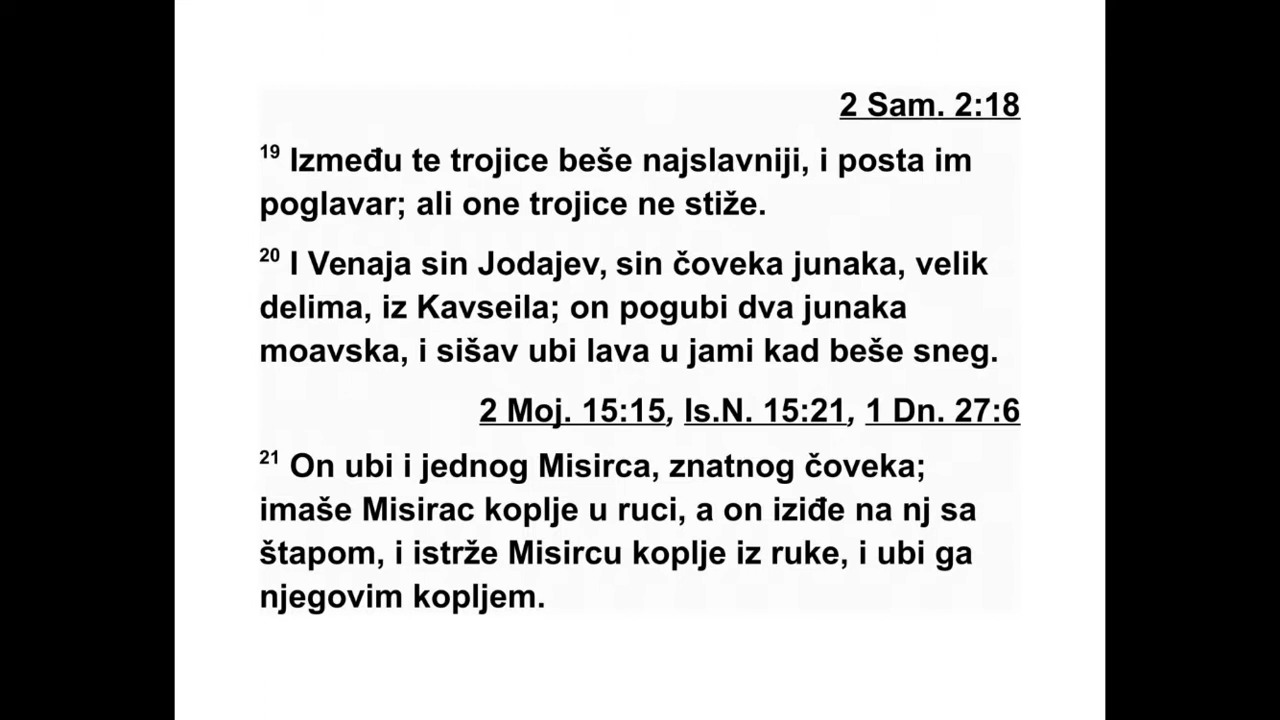 2 Sam. 2:18
19 Između te trojice beše najslavniji, i posta im
poglavar; ali one trojice ne stiže.
20 I Venaja sin Jodajev, sin čoveka junaka, velik
delima, iz Kavseila; on pogubi dva junaka
moavska, i sišav ubi lava u jami kad beše sneg.
2 Moj. 15:15, Is.N. 15:21, 1 Dn. 27:6
21 On ubi i jednog Misirca, znatnog čoveka;
imaše Misirac koplje u ruci, a on iziđe na nj sa
štapom, i istrže Misircu koplje iz ruke, i ubi ga
njegovim kopljem.